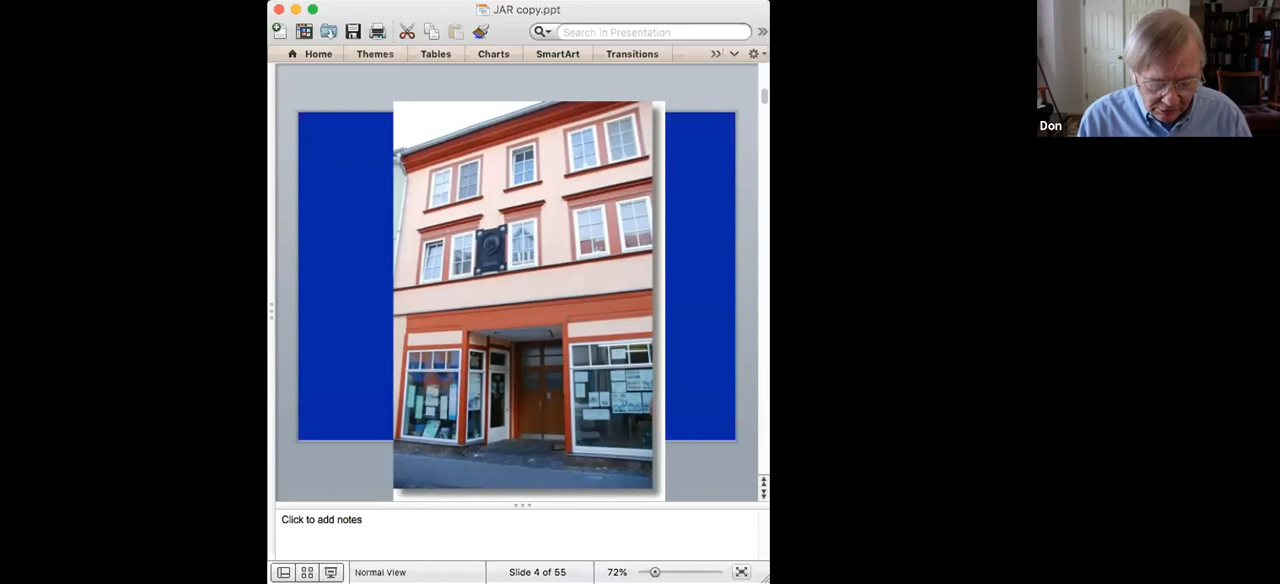 JAR copy.ppt
Search in Presentation
Home Themes Tables Charts SmartArt Transitions
Don
Click to add notes
Normal View Slide 4 of 55 72%